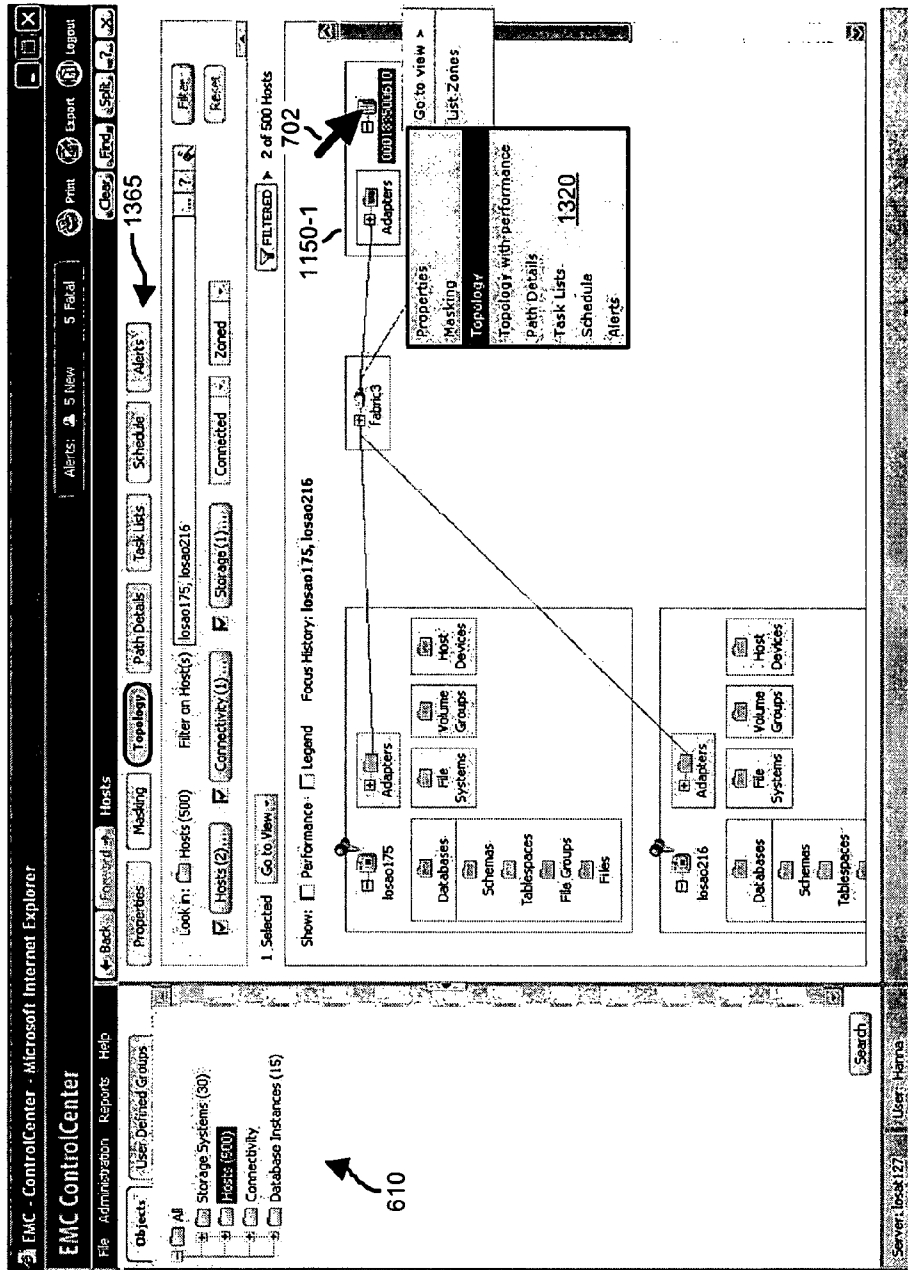 EMC - ControlCenter - Microsoft Internet Explorer
EMC ControlCenter
Alerts: 5 New 5 Fatal
Print Export Logout
File Administration Reports Help
Back Forward Hosts
Clear Find Split ?. X
Objects User Defined Groups
All
Storage Systems (30)
Hosts (500)
Connectivity
Database Instances (15)
610
Search
Properties Masking Topology Path Details Task Lists Schedule Alerts
1365
Look in: Hosts (500) Filter on Host(s) losao175, losao216 ... ? Filter
Hosts (2)... Connectivity (1)... Storage (1)... Connected Zoned Reset
1 Selected Go to View FILTERED 2 of 500 Hosts
Show: Performance Legend Focus History: losao175, losao216
702
1150-1
losao175
Adapters
Databases
Schemas
Tablespaces
File Groups
Files
File Systems
Volume Groups
Host Devices
fabric3
Adapters
Go to view >
List Zones
Properties
Masking
Topology
Topology with performance
Path Details
Task Lists
Schedule
Alerts
1320
losao216
Adapters
Databases
Schemas
Tablespaces
File Systems
Volume Groups
Host Devices
Server: losat127 User: Hanna